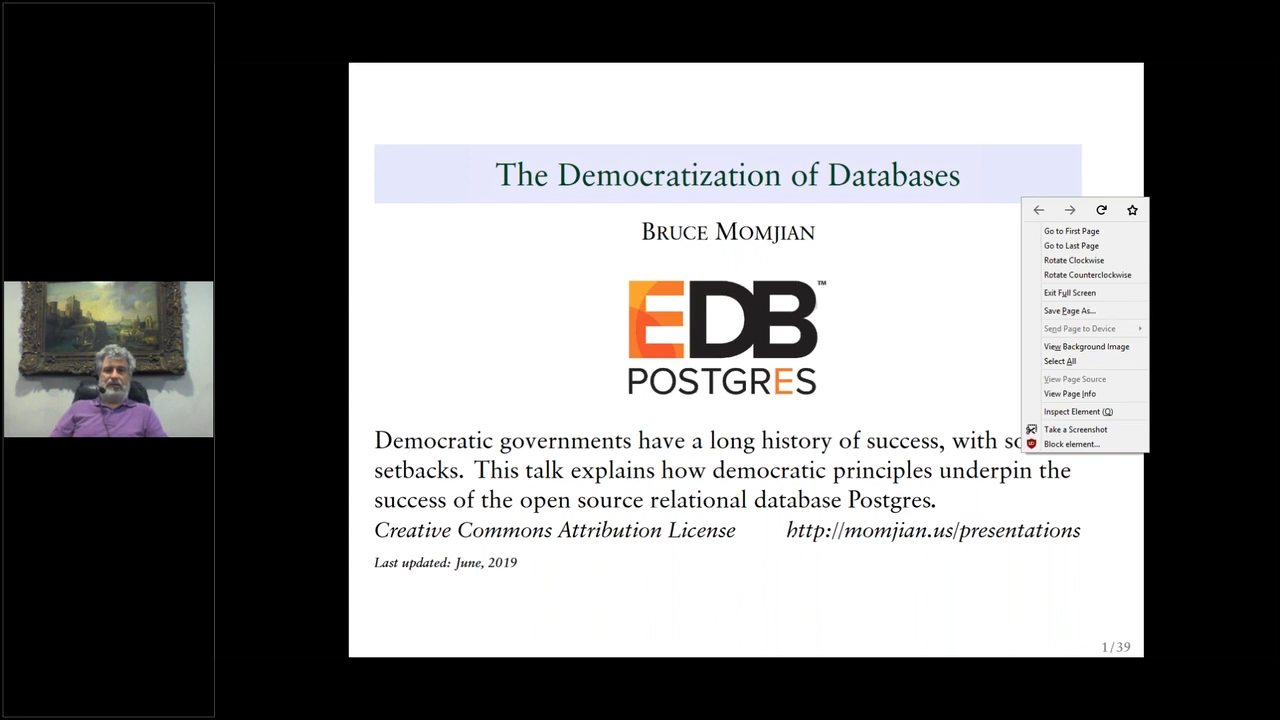 The Democratization of Databases
BRUCE MOMJIAN
EDB™
POSTGRES
Democratic governments have a long history of success, with so
setbacks. This talk explains how democratic principles underpin the
success of the open source relational database Postgres.
Creative Commons Attribution License http://momjian.us/presentations
Last updated: June, 2019
1/39
Go to First Page
Go to Last Page
Rotate Clockwise
Rotate Counterclockwise
Exit Full Screen
Save Page As...
Send Page to Device
View Background Image
Select All
View Page Source
View Page Info
Inspect Element (Q)
Take a Screenshot
Block element...